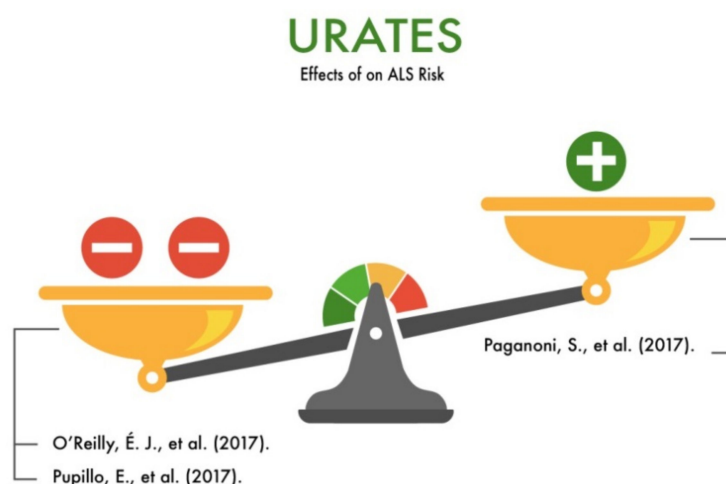 URATES
Effects of on ALS Risk
Paganoni, S., et al. (2017).
O'Reilly, É. J., et al. (2017).
Pupillo, E., et al. (2017).